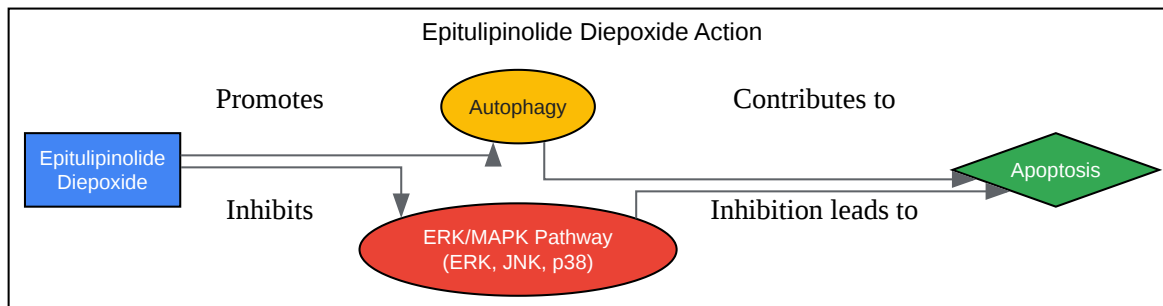 Epitulipinolide Diepoxide Action
Promotes
Autophagy
Contributes to
Epitulipinolide
Diepoxide
Apoptosis
Inhibits
Inhibition leads to
ERK/MAPK Pathway
(ERK, JNK, p38)